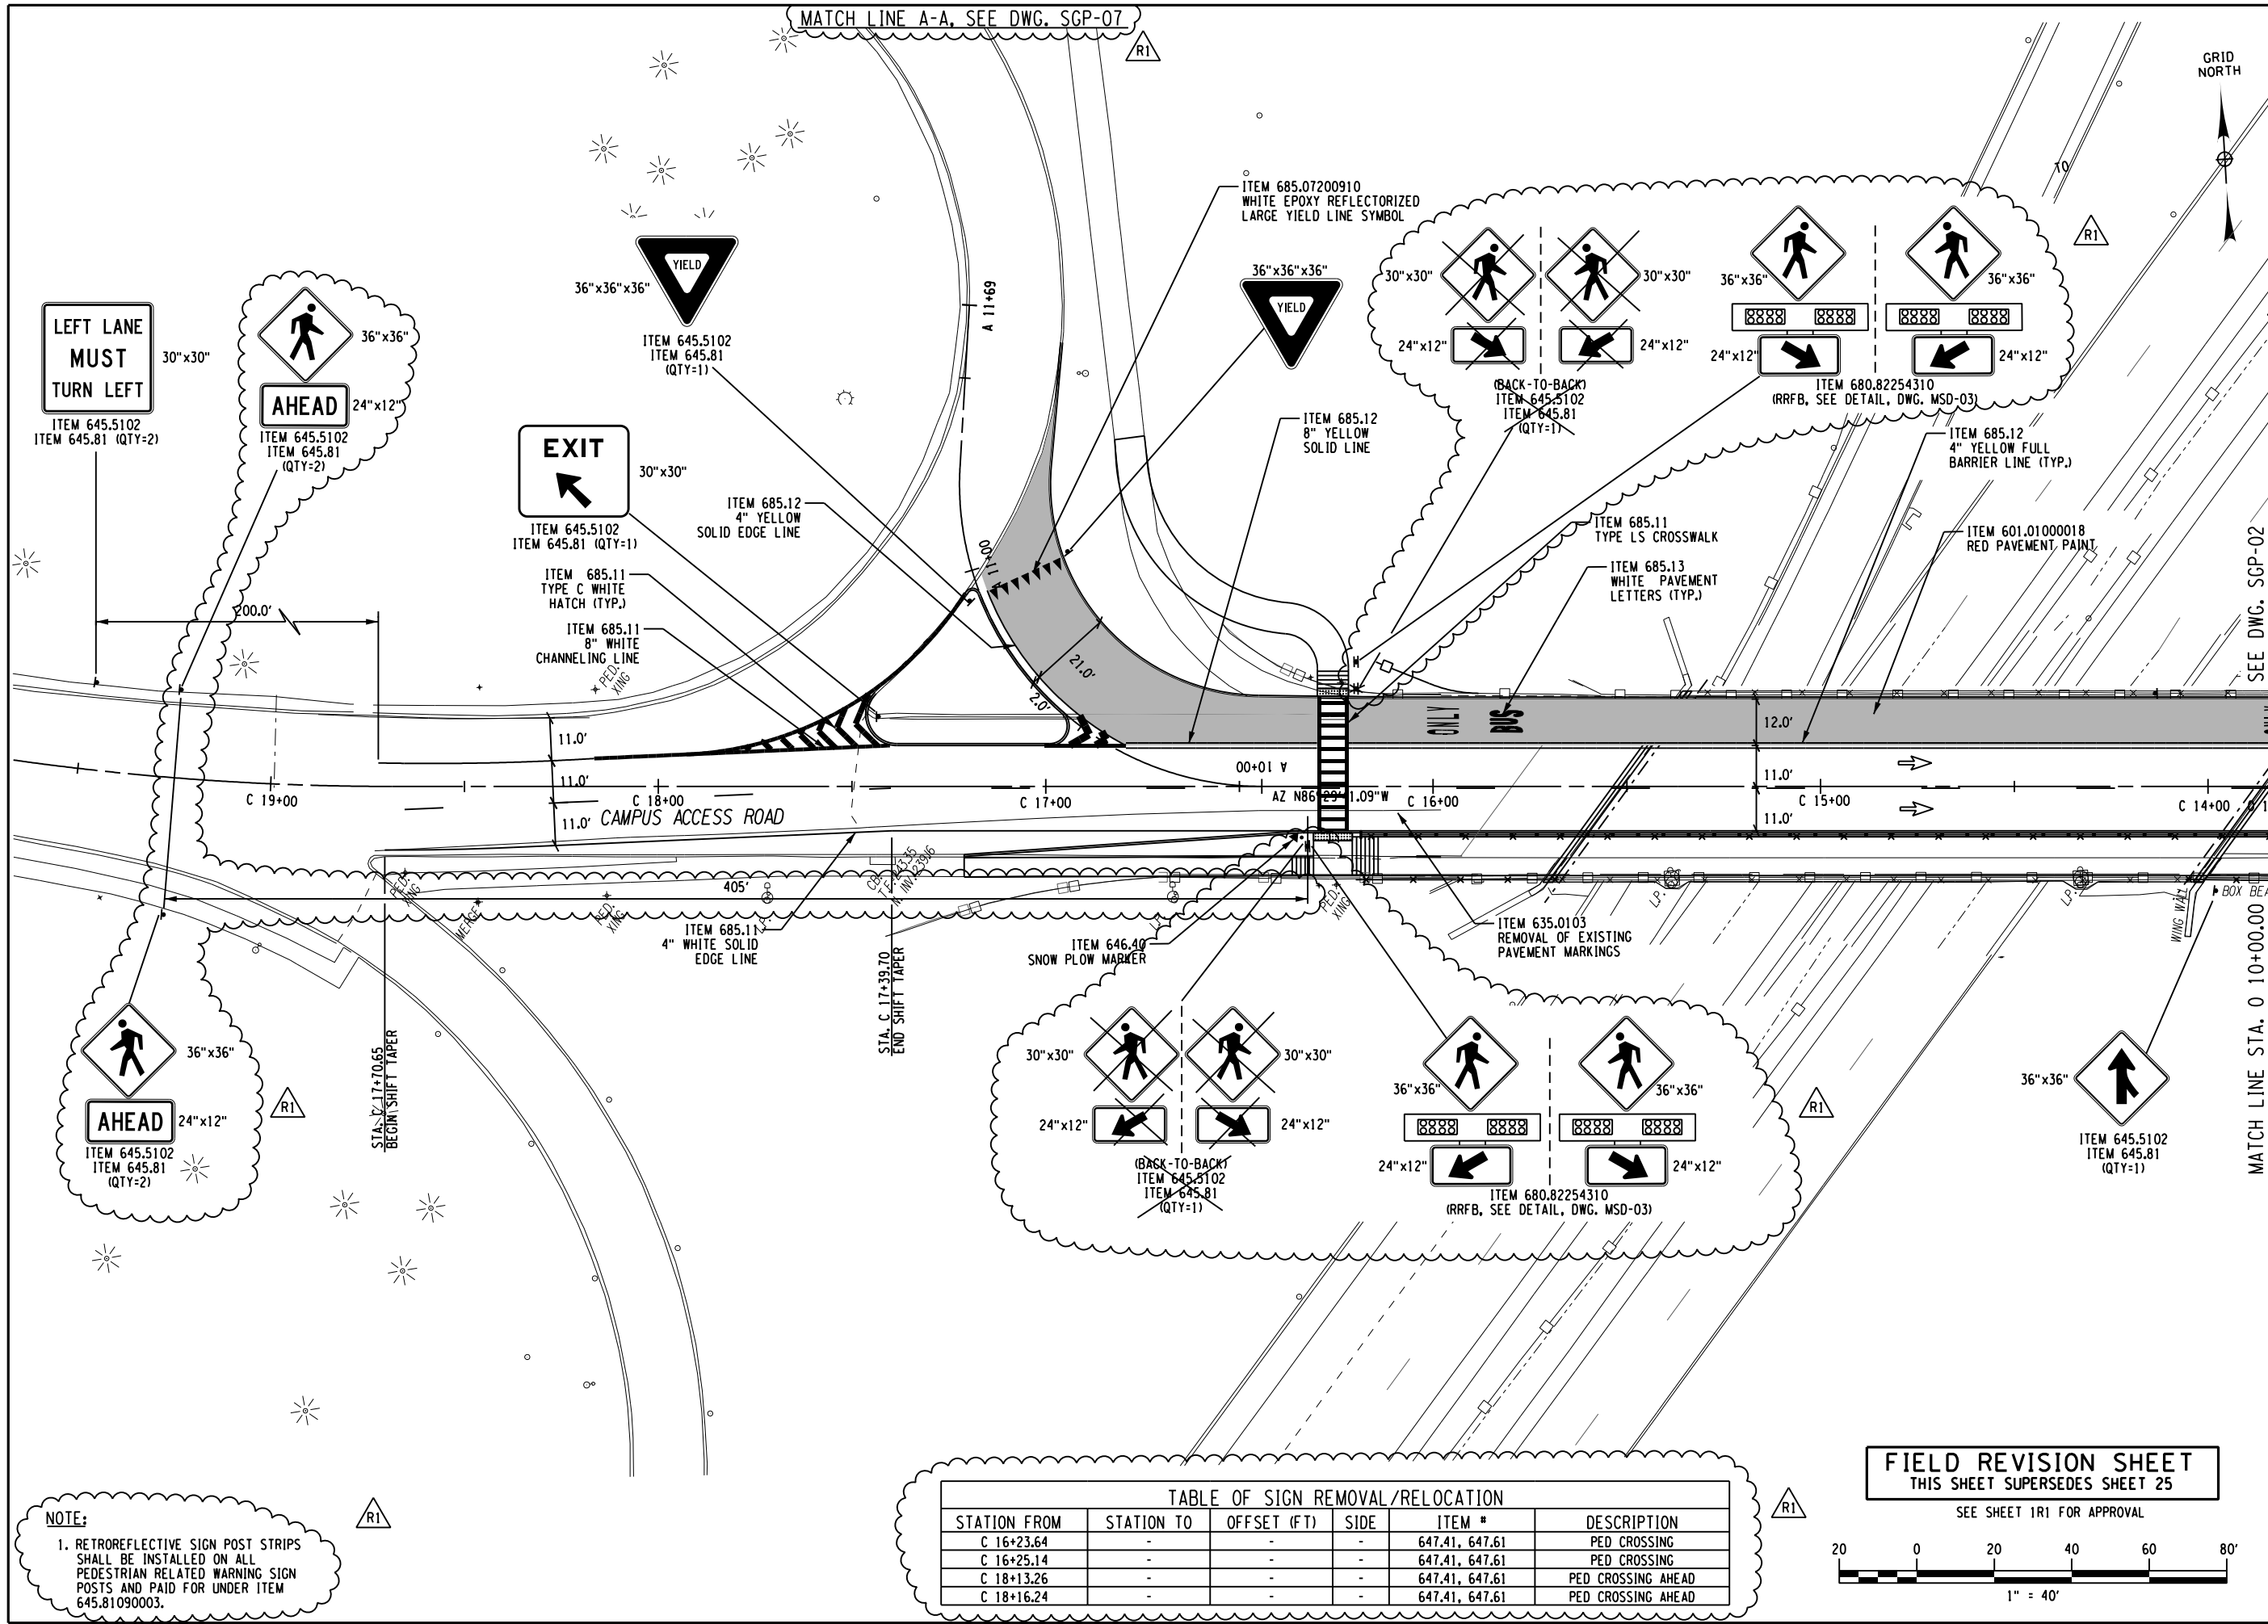 MATCH LINE A-A, SEE DWG. SGP-07
R1
GRID
NORTH
TO
ITEM 685.07200910
WHITE EPOXY REFLECTORIZED
LARGE YIELD LINE SYMBOL
YIELD
36"x36"x36"
ITEM 645.5102
ITEM 645.81
(QTY=1)
36"x36"x36"
YIELD
30"x30"
30"x30"
24"x12"
24"x12"
(BACK-TO-BACK)
ITEM 645.5102
ITEM 645.81
(QTY=1)
36"x36"
36"x36"
24"x12"
24"x12"
ITEM 680.82254310
(RRFB, SEE DETAIL, DWG. MSD-03)
R1
LEFT LANE
MUST
TURN LEFT
30"x30"
ITEM 645.5102
ITEM 645.81 (QTY=2)
36"x36"
AHEAD
24"x12"
ITEM 645.5102
ITEM 645.81
(QTY=2)
A 11+69
EXIT
30"x30"
ITEM 645.5102
ITEM 645.81 (QTY=1)
ITEM 685.12
4" YELLOW
SOLID EDGE LINE
ITEM 685.12
8" YELLOW
SOLID LINE
ITEM 685.12
4" YELLOW FULL
BARRIER LINE (TYP.)
ITEM 685.11
TYPE LS CROSSWALK
ITEM 601.01000018
RED PAVEMENT PAINT
ITEM 685.13
WHITE PAVEMENT
LETTERS (TYP.)
ITEM 685.11
TYPE C WHITE
HATCH (TYP.)
ITEM 685.11
8" WHITE
CHANNELING LINE
A 11+00
200.0'
PED.
XING
21.0'
2.0'
ONLY
BUS
12.0'
11.0'
11.0'
11.0'
11.0'
11.0'
A 10+00
C 19+00
C 18+00
C 17+00
C 16+00
C 15+00
C 14+00
CAMPUS ACCESS ROAD
SEE DWG. SGP-02
MATCH LINE STA. O 10+00.00
405'
PED.
XING
MERGE
PED.
XING
L.P.
L.P.
PED.
XING
L.P.
L.P.
WING WALL
ITEM 685.11
4" WHITE SOLID
EDGE LINE
STA. C 17+39.70
END SHIFT TAPER
ITEM 646.40
SNOW PLOW MARKER
ITEM 635.0103
REMOVAL OF EXISTING
PAVEMENT MARKINGS
STA. C 17+70.65
BEGIN SHIFT TAPER
36"x36"
AHEAD
24"x12"
ITEM 645.5102
ITEM 645.81
(QTY=2)
R1
30"x30"
30"x30"
24"x12"
24"x12"
(BACK-TO-BACK)
ITEM 645.5102
ITEM 645.81
(QTY=1)
36"x36"
36"x36"
24"x12"
24"x12"
ITEM 680.82254310
(RRFB, SEE DETAIL, DWG. MSD-03)
R1
36"x36"
ITEM 645.5102
ITEM 645.81
(QTY=1)
NOTE:
1. RETROREFLECTIVE SIGN POST STRIPS
SHALL BE INSTALLED ON ALL
PEDESTRIAN RELATED WARNING SIGN
POSTS AND PAID FOR UNDER ITEM
645.81090003.
R1
TABLE OF SIGN REMOVAL/RELOCATION
STATION FROM STATION TO OFFSET (FT) SIDE ITEM # DESCRIPTION
C 16+23.64 - - - 647.41, 647.61 PED CROSSING
C 16+25.14 - - - 647.41, 647.61 PED CROSSING
C 18+13.26 - - - 647.41, 647.61 PED CROSSING AHEAD
C 18+16.24 - - - 647.41, 647.61 PED CROSSING AHEAD
R1
FIELD REVISION SHEET
THIS SHEET SUPERSEDES SHEET 25
SEE SHEET 1R1 FOR APPROVAL
20 0 20 40 60 80'
1" = 40'